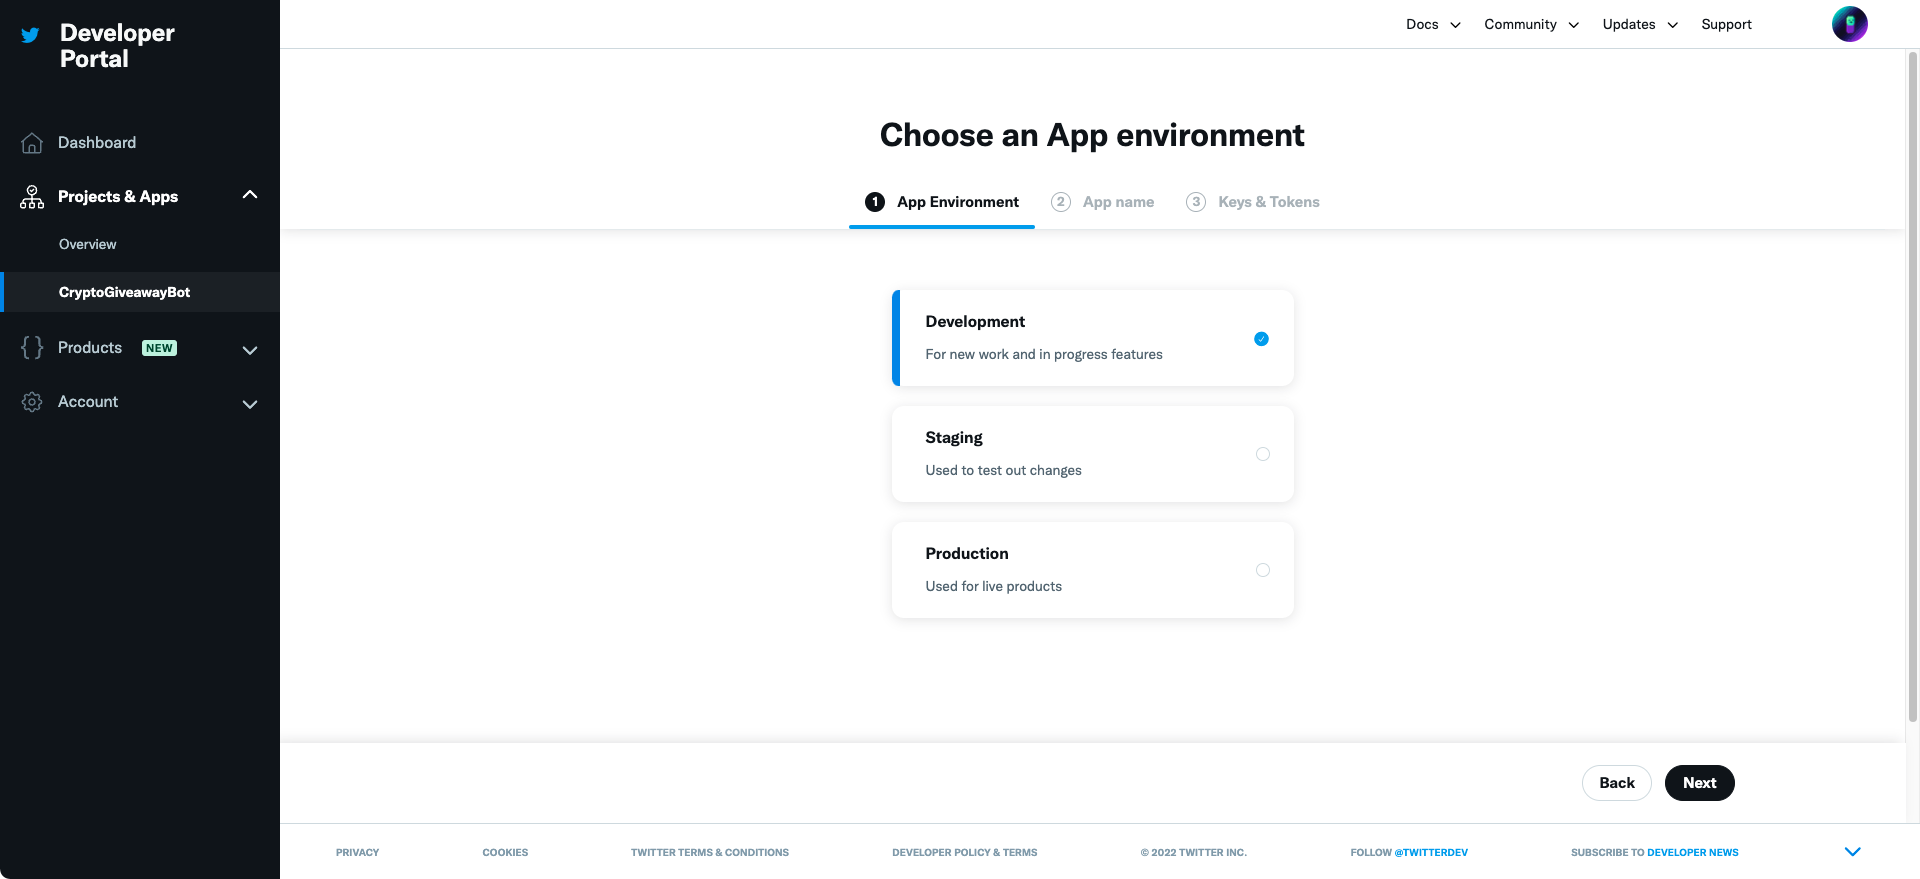 Developer
Portal
Docs
Community
Updates
Support
Dashboard
Projects & Apps
Overview
CryptoGiveawayBot
Products NEW
Account
Choose an App environment
1 App Environment
2 App name
3 Keys & Tokens
Development
For new work and in progress features
Staging
Used to test out changes
Production
Used for live products
Back
Next
PRIVACY
COOKIES
TWITTER TERMS & CONDITIONS
DEVELOPER POLICY & TERMS
© 2022 TWITTER INC.
FOLLOW @TWITTERDEV
SUBSCRIBE TO DEVELOPER NEWS